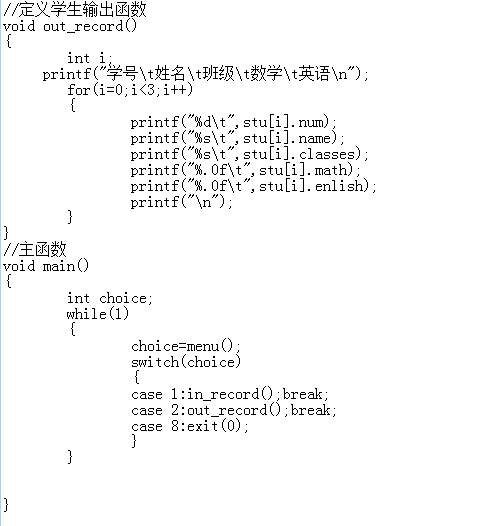 //定义学生输出函数
void out_record()
{
int i;
printf("学号\t姓名\t班级\t数学\t英语\n");
for(i=0;i<3;i++)
{
printf("%d\t",stu[i].num);
printf("%s\t",stu[i].name);
printf("%s\t",stu[i].classes);
printf("%.0f\t",stu[i].math);
printf("%.0f\t",stu[i].enlish);
printf("\n");
}
}
//主函数
void main()
{
int choice;
while(1)
{
choice=menu();
switch(choice)
{
case 1:in_record();break;
case 2:out_record();break;
case 8:exit(0);
}
}
}